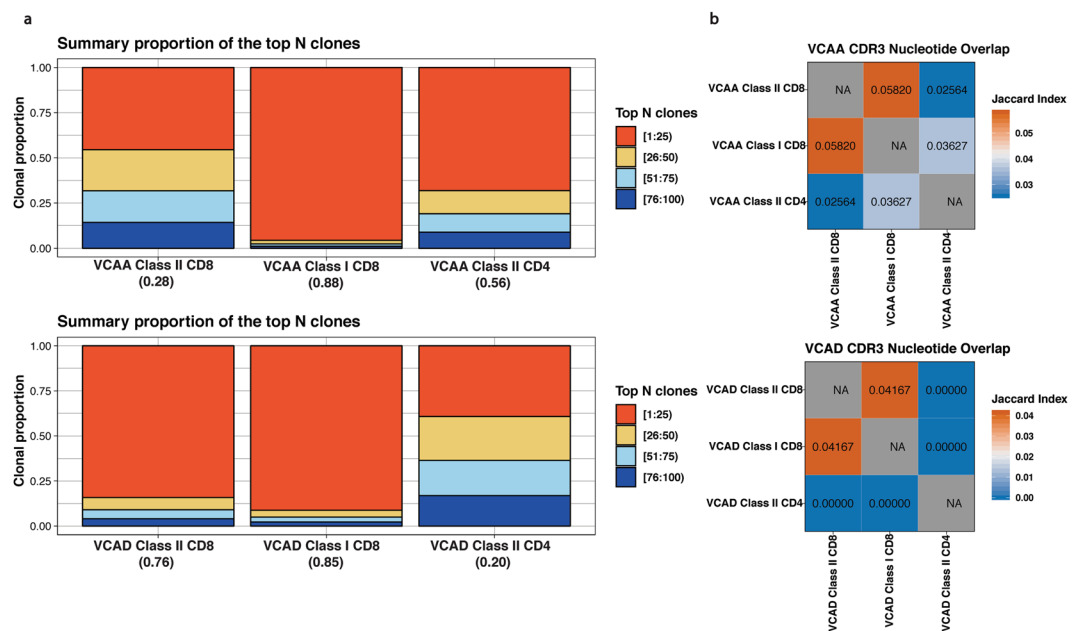 a
Summary proportion of the top N clones
Clonal proportion
1.00
0.75
0.50
0.25
0.00
VCAA Class II CD8
(0.28)
VCAA Class I CD8
(0.88)
VCAA Class II CD4
(0.56)
Top N clones
[1:25)
[26:50)
[51:75)
[76:100)
Summary proportion of the top N clones
Clonal proportion
1.00
0.75
0.50
0.25
0.00
VCAD Class II CD8
(0.76)
VCAD Class I CD8
(0.85)
VCAD Class II CD4
(0.20)
Top N clones
[1:25)
[26:50)
[51:75)
[76:100)
b
VCAA CDR3 Nucleotide Overlap
VCAA Class II CD8
NA 0.05820 0.02564
VCAA Class I CD8
0.05820 NA 0.03627
VCAA Class II CD4
0.02564 0.03627 NA
VCAA Class II CD8
VCAA Class I CD8
VCAA Class II CD4
Jaccard Index
0.05
0.04
0.03
VCAD CDR3 Nucleotide Overlap
VCAD Class II CD8
NA 0.04167 0.00000
VCAD Class I CD8
0.04167 NA 0.00000
VCAD Class II CD4
0.00000 0.00000 NA
VCAD Class II CD8
VCAD Class I CD8
VCAD Class II CD4
Jaccard Index
0.04
0.03
0.02
0.01
0.00